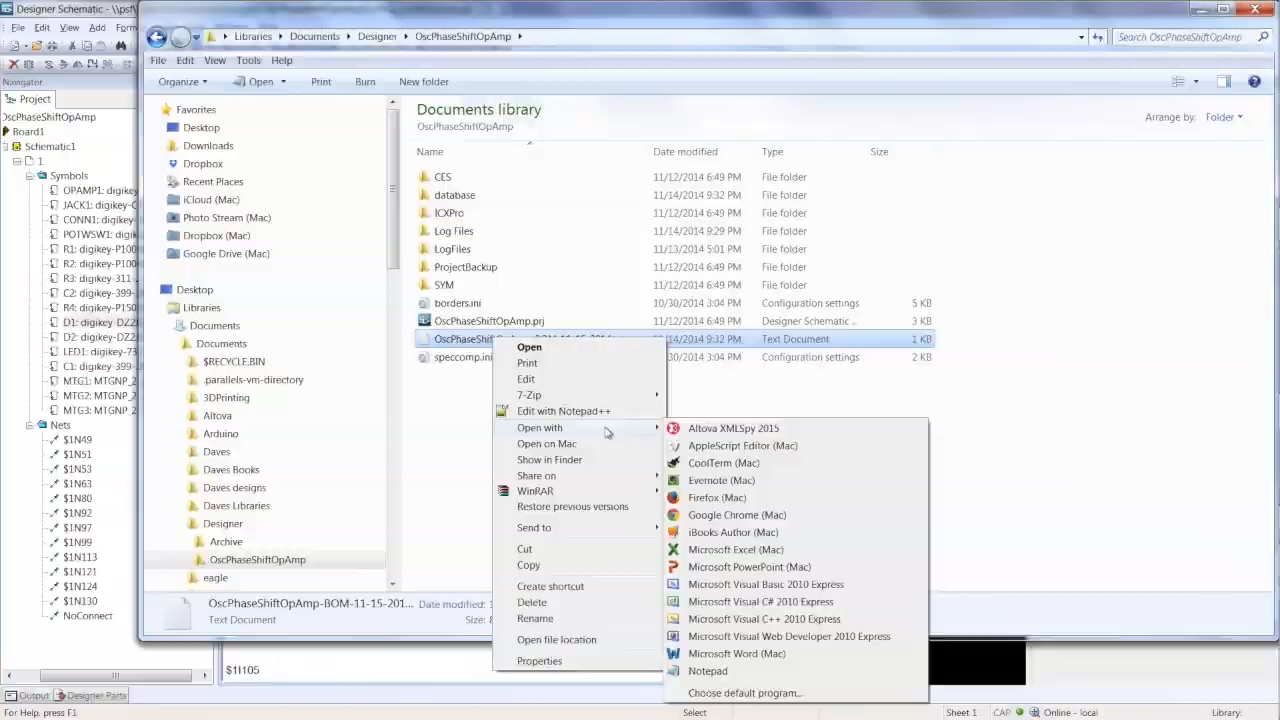 Designer Schematic - \\psf\
File Edit View Add Form
Navigator
Project
OscPhaseShiftOpAmp
Board1
Schematic1
1
Symbols
OPAMP1: digikey
JACK1: digikey-C
CONN1: digikey-
POTWSW1: digik
R1: digikey-P100
R2: digikey-P100
R3: digikey-311-
C2: digikey-399-
R4: digikey-P150
D1: digikey-DZ2
D2: digikey-DZ2
LED1: digikey-73
C1: digikey-399-
MTG1: MTGNP_2
MTG2: MTGNP_2
MTG3: MTGNP_2
Nets
$1N49
$1N51
$1N53
$1N63
$1N80
$1N92
$1N97
$1N99
$1N113
$1N121
$1N124
$1N130
NoConnect
Output Designer Parts
For Help, press F1
Libraries Documents Designer OscPhaseShiftOpAmp
Search OscPhaseShiftOpAmp
File Edit View Tools Help
Organize Open Print Burn New folder
Favorites
Desktop
Downloads
Dropbox
Recent Places
iCloud (Mac)
Photo Stream (Mac)
Dropbox (Mac)
Google Drive (Mac)
Desktop
Libraries
Documents
Documents
$RECYCLE.BIN
.parallels-vm-directory
3DPrinting
Altova
Arduino
Daves
Daves Books
Daves designs
Daves Libraries
Designer
Archive
OscPhaseShiftOpAmp
eagle
Documents library
OscPhaseShiftOpAmp
Arrange by: Folder
Name Date modified Type Size
CES 11/12/2014 6:49 PM File folder
database 11/14/2014 9:32 PM File folder
ICXPro 11/12/2014 6:49 PM File folder
Log Files 11/14/2014 9:29 PM File folder
LogFiles 11/13/2014 5:01 PM File folder
ProjectBackup 11/12/2014 6:49 PM File folder
SYM 11/12/2014 6:49 PM File folder
borders.ini 10/30/2014 3:04 PM Configuration settings 5 KB
OscPhaseShiftOpAmp.prj 11/12/2014 6:49 PM Designer Schematic .. 3 KB
OscPhaseShiftOpAmp-BOM-11-15-2014 14/2014 9:32 PM Text Document 1 KB
speccomp.ini 30/2014 3:04 PM Configuration settings 2 KB
Open
Print
Edit
7-Zip
Edit with Notepad++
Open with
Open on Mac
Show in Finder
Share on
WinRAR
Restore previous versions
Send to
Cut
Copy
Create shortcut
Delete
Rename
Open file location
Properties
Altova XMLSpy 2015
AppleScript Editor (Mac)
CoolTerm (Mac)
Evernote (Mac)
Firefox (Mac)
Google Chrome (Mac)
iBooks Author (Mac)
Microsoft Excel (Mac)
Microsoft PowerPoint (Mac)
Microsoft Visual Basic 2010 Express
Microsoft Visual C# 2010 Express
Microsoft Visual C++ 2010 Express
Microsoft Visual Web Developer 2010 Express
Microsoft Word (Mac)
Notepad
Choose default program...
OscPhaseShiftOpAmp-BOM-11-15-201... Date modified: 1
Text Document Size: 8
$1I105
Select Sheet 1 CAP Online - local Library: